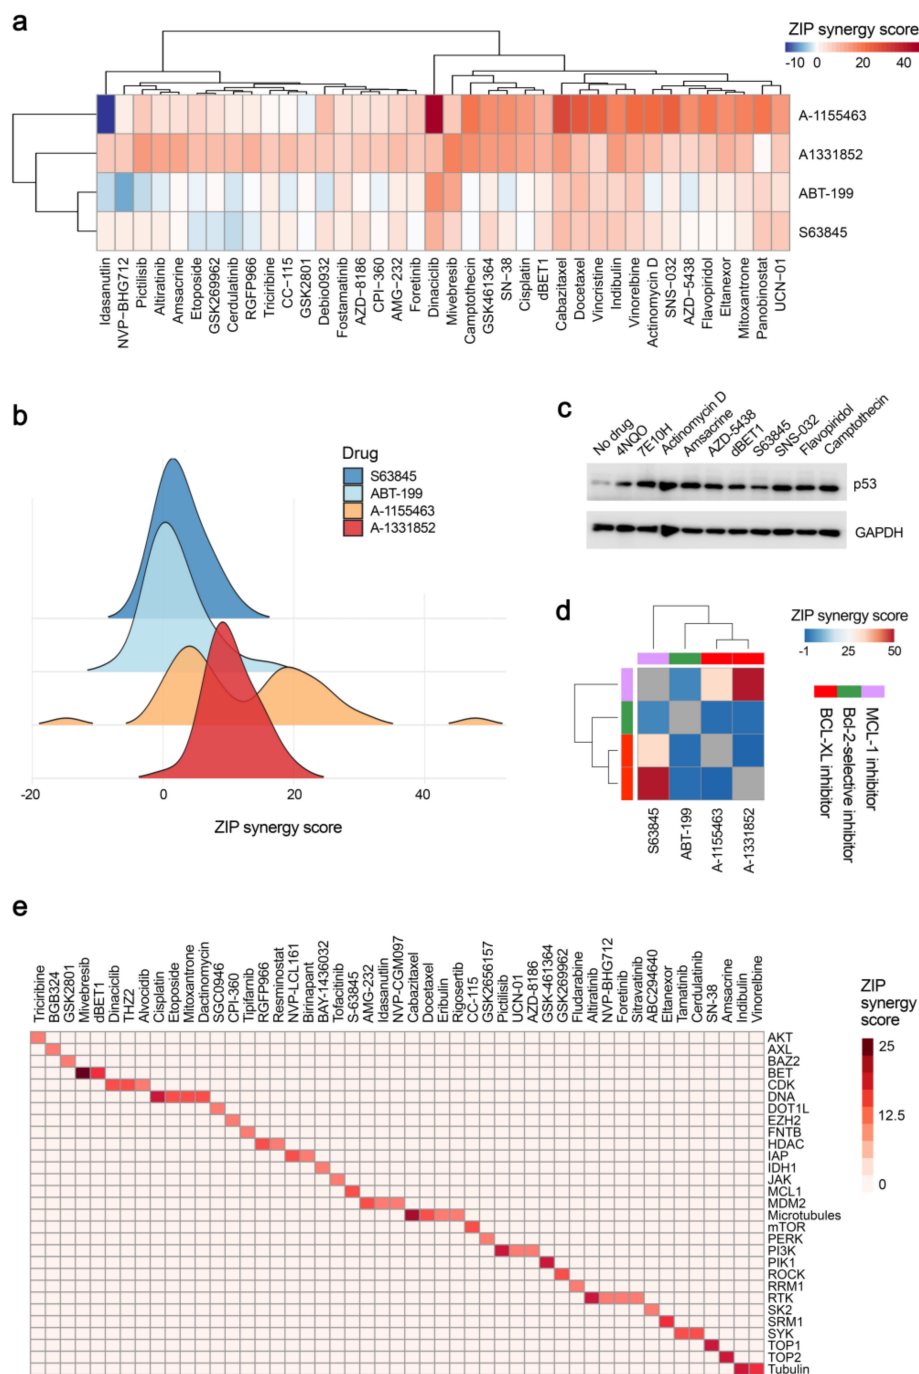 a
ZIP synergy score
-10 0 20 40
A-1155463
A1331852
ABT-199
S63845
Idasanutlin
NVP-BHG712
Pictilisib
Altiratinib
Amsacrine
Etoposide
GSK269962
Cerdulatinib
RGFP966
Triciribine
CC-115
GSK2801
Debio0932
Fostamatinib
AZD-8186
CPI-360
AMG-232
Foretinib
Dinaciclib
Mivebresib
Camptothecin
GSK461364
SN-38
Cisplatin
dBET1
Cabazitaxel
Docetaxel
Vincristine
Indibulin
Vinorelbine
Actinomycin D
SNS-032
AZD-5438
Flavopiridol
Eltanexor
Mitoxantrone
Panobinostat
UCN-01
b
Drug
S63845
ABT-199
A-1155463
A-1331852
-20 0 20 40
ZIP synergy score
c
No drug
4NQO
7E10H
Actinomycin D
Amsacrine
AZD-5438
dBET1
S63845
SNS-032
Flavopiridol
Camptothecin
p53
GAPDH
d
ZIP synergy score
-1 25 50
S63845
ABT-199
A-1155463
A-1331852
BCL-XL inhibitor
Bcl-2-selective inhibitor
MCL-1 inhibitor
e
Triciribine
BGB324
GSK2801
Mivebresib
dBET1
Dinaciclib
THZ2
Alvocidib
Cisplatin
Etoposide
Mitoxantrone
Dactinomycin
SGC0946
CPI-360
Tipifarnib
RGFP966
Resminostat
NVP-LCL161
Birinapant
BAY-1436032
Tofacitinib
S-63845
AMG-232
Idasanutlin
NVP-CGM097
Cabazitaxel
Docetaxel
Eribulin
Rigosertib
CC-115
GSK2656157
Pictilisib
UCN-01
AZD-8186
GSK-461364
GSK269962
Fludarabine
Altiratinib
NVP-BHG712
Foretinib
Sitravatinib
ABC294640
Eltanexor
Tamatinib
Cerdulatinib
SN-38
Amsacrine
Indibulin
Vinorelbine
AKT
AXL
BAZ2
BET
CDK
DNA
DOT1L
EZH2
FNTB
HDAC
IAP
IDH1
JAK
MCL1
MDM2
Microtubules
mTOR
PERK
PI3K
PIK1
ROCK
RRM1
RTK
SK2
SRM1
SYK
TOP1
TOP2
Tubulin
ZIP
synergy
score
25
12.5
0